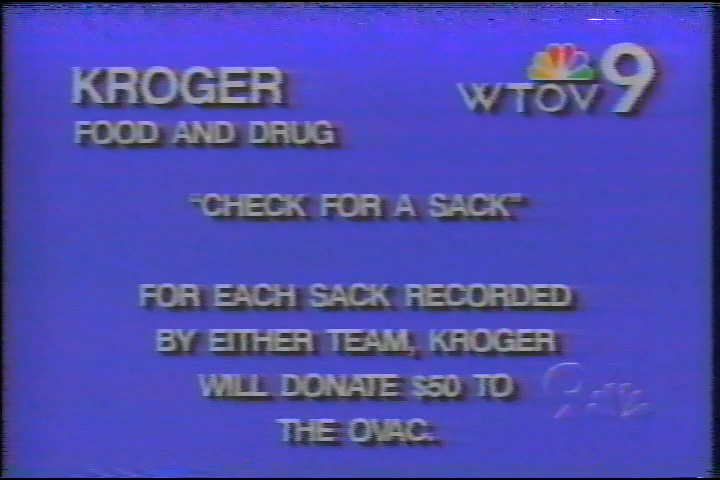 KROGER
WTOV 9
FOOD AND DRUG
"CHECK FOR A SACK"
FOR EACH SACK RECORDED
BY EITHER TEAM, KROGER
WILL DONATE $50 TO
THE OVAC.
9